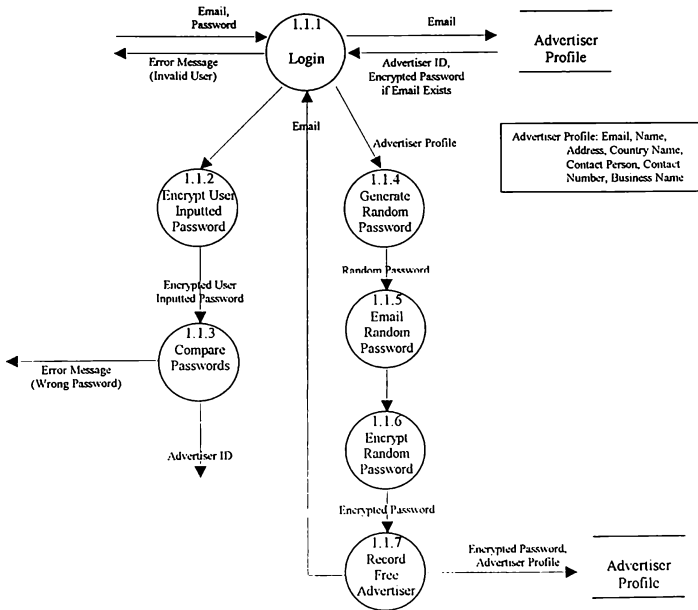 Email,
Password
1.1.1
Login
Email
Advertiser
Profile
Error Message
(Invalid User)
Advertiser ID,
Encrypted Password
if Email Exists
Email
Advertiser Profile
Advertiser Profile: Email, Name,
Address, Country Name,
Contact Person, Contact
Number, Business Name
1.1.2
Encrypt User
Inputted
Password
1.1.4
Generate
Random
Password
Encrypted User
Inputted Password
Random Password
1.1.5
Email
Random
Password
1.1.3
Compare
Passwords
Error Message
(Wrong Password)
Advertiser ID
1.1.6
Encrypt
Random
Password
Encrypted Password
1.1.7
Record
Free
Advertiser
Encrypted Password,
Advertiser Profile
Advertiser
Profile